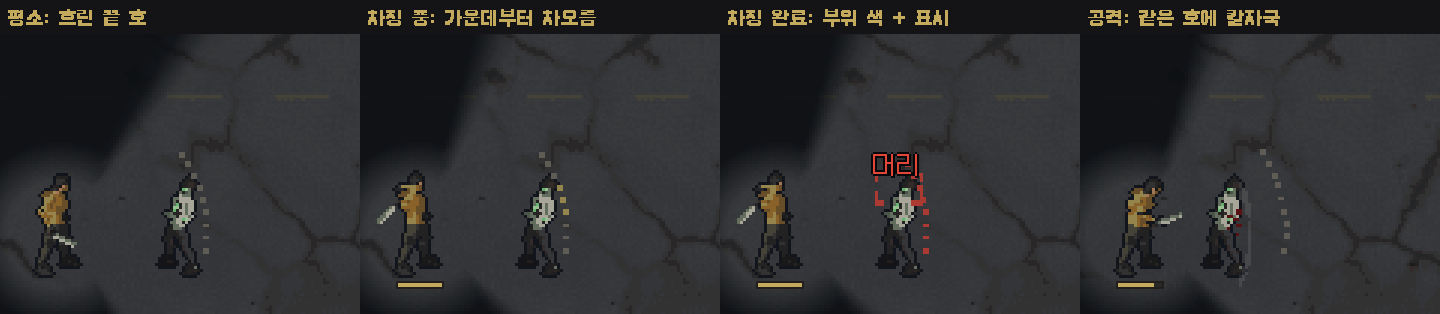 평소: 흐린 끝 호
차징 중: 가운데부터 차오름
차징 완료: 부위 색 + 표시
공격: 같은 호에 칼자국
머리